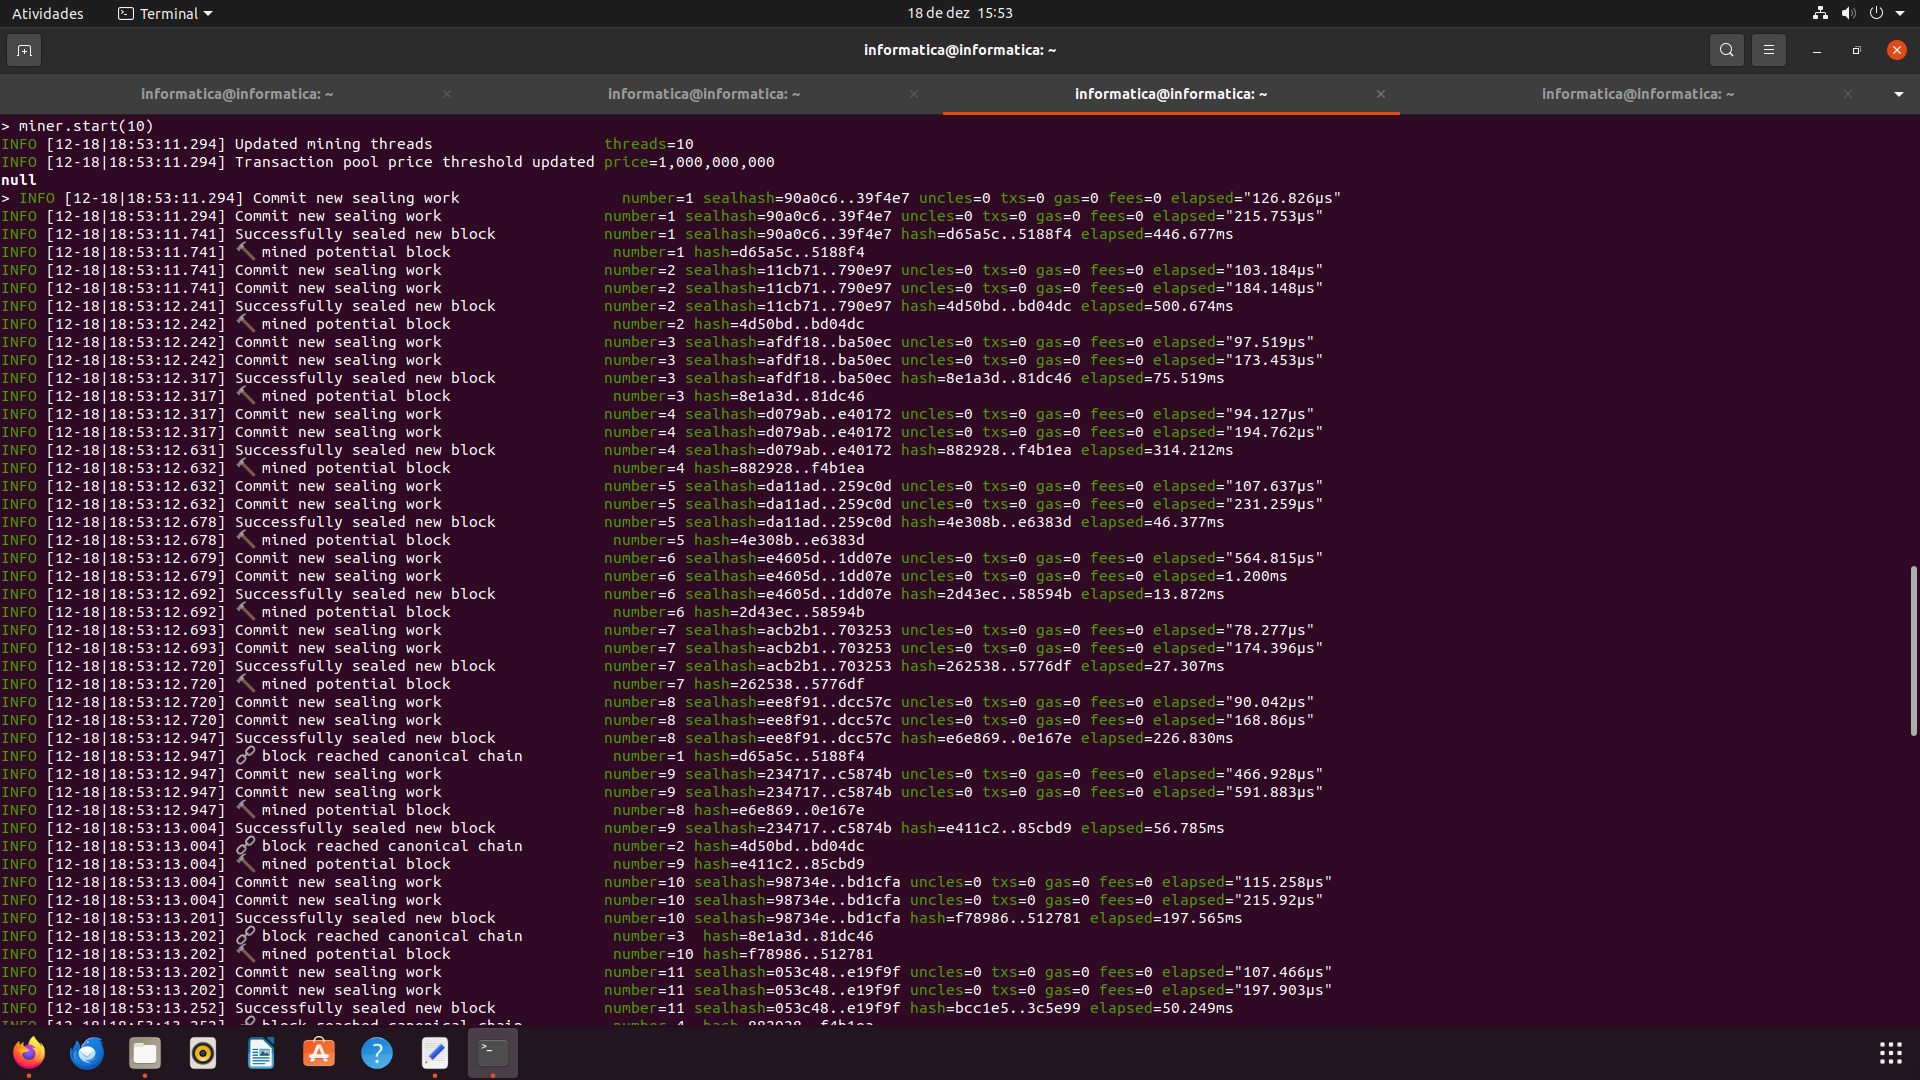 Atividades
Terminal
18 de dez 15:53
informatica@informatica: ~
informatica@informatica: ~
informatica@informatica: ~
informatica@informatica: ~
informatica@informatica: ~
> miner.start(10)
INFO [12-18|18:53:11.294] Updated mining threads threads=10
INFO [12-18|18:53:11.294] Transaction pool price threshold updated price=1,000,000,000
null
> INFO [12-18|18:53:11.294] Commit new sealing work number=1 sealhash=90a0c6..39f4e7 uncles=0 txs=0 gas=0 fees=0 elapsed="126.826µs"
INFO [12-18|18:53:11.294] Commit new sealing work number=1 sealhash=90a0c6..39f4e7 uncles=0 txs=0 gas=0 fees=0 elapsed="215.753µs"
INFO [12-18|18:53:11.741] Successfully sealed new block number=1 sealhash=90a0c6..39f4e7 hash=d65a5c..5188f4 elapsed=446.677ms
INFO [12-18|18:53:11.741] 🔨 mined potential block number=1 hash=d65a5c..5188f4
INFO [12-18|18:53:11.741] Commit new sealing work number=2 sealhash=11cb71..790e97 uncles=0 txs=0 gas=0 fees=0 elapsed="103.184µs"
INFO [12-18|18:53:11.741] Commit new sealing work number=2 sealhash=11cb71..790e97 uncles=0 txs=0 gas=0 fees=0 elapsed="184.148µs"
INFO [12-18|18:53:12.241] Successfully sealed new block number=2 sealhash=11cb71..790e97 hash=4d50bd..bd04dc elapsed=500.674ms
INFO [12-18|18:53:12.242] 🔨 mined potential block number=2 hash=4d50bd..bd04dc
INFO [12-18|18:53:12.242] Commit new sealing work number=3 sealhash=afdf18..ba50ec uncles=0 txs=0 gas=0 fees=0 elapsed="97.519µs"
INFO [12-18|18:53:12.242] Commit new sealing work number=3 sealhash=afdf18..ba50ec uncles=0 txs=0 gas=0 fees=0 elapsed="173.453µs"
INFO [12-18|18:53:12.317] Successfully sealed new block number=3 sealhash=afdf18..ba50ec hash=8e1a3d..81dc46 elapsed=75.519ms
INFO [12-18|18:53:12.317] 🔨 mined potential block number=3 hash=8e1a3d..81dc46
INFO [12-18|18:53:12.317] Commit new sealing work number=4 sealhash=d079ab..e40172 uncles=0 txs=0 gas=0 fees=0 elapsed="94.127µs"
INFO [12-18|18:53:12.317] Commit new sealing work number=4 sealhash=d079ab..e40172 uncles=0 txs=0 gas=0 fees=0 elapsed="194.762µs"
INFO [12-18|18:53:12.631] Successfully sealed new block number=4 sealhash=d079ab..e40172 hash=882928..f4b1ea elapsed=314.212ms
INFO [12-18|18:53:12.632] 🔨 mined potential block number=4 hash=882928..f4b1ea
INFO [12-18|18:53:12.632] Commit new sealing work number=5 sealhash=da11ad..259c0d uncles=0 txs=0 gas=0 fees=0 elapsed="107.637µs"
INFO [12-18|18:53:12.632] Commit new sealing work number=5 sealhash=da11ad..259c0d uncles=0 txs=0 gas=0 fees=0 elapsed="231.259µs"
INFO [12-18|18:53:12.678] Successfully sealed new block number=5 sealhash=da11ad..259c0d hash=4e308b..e6383d elapsed=46.377ms
INFO [12-18|18:53:12.678] 🔨 mined potential block number=5 hash=4e308b..e6383d
INFO [12-18|18:53:12.679] Commit new sealing work number=6 sealhash=e4605d..1dd07e uncles=0 txs=0 gas=0 fees=0 elapsed="564.815µs"
INFO [12-18|18:53:12.679] Commit new sealing work number=6 sealhash=e4605d..1dd07e uncles=0 txs=0 gas=0 fees=0 elapsed=1.200ms
INFO [12-18|18:53:12.692] Successfully sealed new block number=6 sealhash=e4605d..1dd07e hash=2d43ec..58594b elapsed=13.872ms
INFO [12-18|18:53:12.692] 🔨 mined potential block number=6 hash=2d43ec..58594b
INFO [12-18|18:53:12.693] Commit new sealing work number=7 sealhash=acb2b1..703253 uncles=0 txs=0 gas=0 fees=0 elapsed="78.277µs"
INFO [12-18|18:53:12.693] Commit new sealing work number=7 sealhash=acb2b1..703253 uncles=0 txs=0 gas=0 fees=0 elapsed="174.396µs"
INFO [12-18|18:53:12.720] Successfully sealed new block number=7 sealhash=acb2b1..703253 hash=262538..5776df elapsed=27.307ms
INFO [12-18|18:53:12.720] 🔨 mined potential block number=7 hash=262538..5776df
INFO [12-18|18:53:12.720] Commit new sealing work number=8 sealhash=ee8f91..dcc57c uncles=0 txs=0 gas=0 fees=0 elapsed="90.042µs"
INFO [12-18|18:53:12.720] Commit new sealing work number=8 sealhash=ee8f91..dcc57c uncles=0 txs=0 gas=0 fees=0 elapsed="168.86µs"
INFO [12-18|18:53:12.947] Successfully sealed new block number=8 sealhash=ee8f91..dcc57c hash=e6e869..0e167e elapsed=226.830ms
INFO [12-18|18:53:12.947] 🔗 block reached canonical chain number=1 hash=d65a5c..5188f4
INFO [12-18|18:53:12.947] Commit new sealing work number=9 sealhash=234717..c5874b uncles=0 txs=0 gas=0 fees=0 elapsed="466.928µs"
INFO [12-18|18:53:12.947] Commit new sealing work number=9 sealhash=234717..c5874b uncles=0 txs=0 gas=0 fees=0 elapsed="591.883µs"
INFO [12-18|18:53:12.947] 🔨 mined potential block number=8 hash=e6e869..0e167e
INFO [12-18|18:53:13.004] Successfully sealed new block number=9 sealhash=234717..c5874b hash=e411c2..85cbd9 elapsed=56.785ms
INFO [12-18|18:53:13.004] 🔗 block reached canonical chain number=2 hash=4d50bd..bd04dc
INFO [12-18|18:53:13.004] 🔨 mined potential block number=9 hash=e411c2..85cbd9
INFO [12-18|18:53:13.004] Commit new sealing work number=10 sealhash=98734e..bd1cfa uncles=0 txs=0 gas=0 fees=0 elapsed="115.258µs"
INFO [12-18|18:53:13.004] Commit new sealing work number=10 sealhash=98734e..bd1cfa uncles=0 txs=0 gas=0 fees=0 elapsed="215.92µs"
INFO [12-18|18:53:13.201] Successfully sealed new block number=10 sealhash=98734e..bd1cfa hash=f78986..512781 elapsed=197.565ms
INFO [12-18|18:53:13.202] 🔗 block reached canonical chain number=3 hash=8e1a3d..81dc46
INFO [12-18|18:53:13.202] 🔨 mined potential block number=10 hash=f78986..512781
INFO [12-18|18:53:13.202] Commit new sealing work number=11 sealhash=053c48..e19f9f uncles=0 txs=0 gas=0 fees=0 elapsed="107.466µs"
INFO [12-18|18:53:13.202] Commit new sealing work number=11 sealhash=053c48..e19f9f uncles=0 txs=0 gas=0 fees=0 elapsed="197.903µs"
INFO [12-18|18:53:13.252] Successfully sealed new block number=11 sealhash=053c48..e19f9f hash=bcc1e5..3c5e99 elapsed=50.249ms
INFO [12-18|18:53:13.252] 🔗 block reached canonical chain number=4 hash=882928..f4b1ea